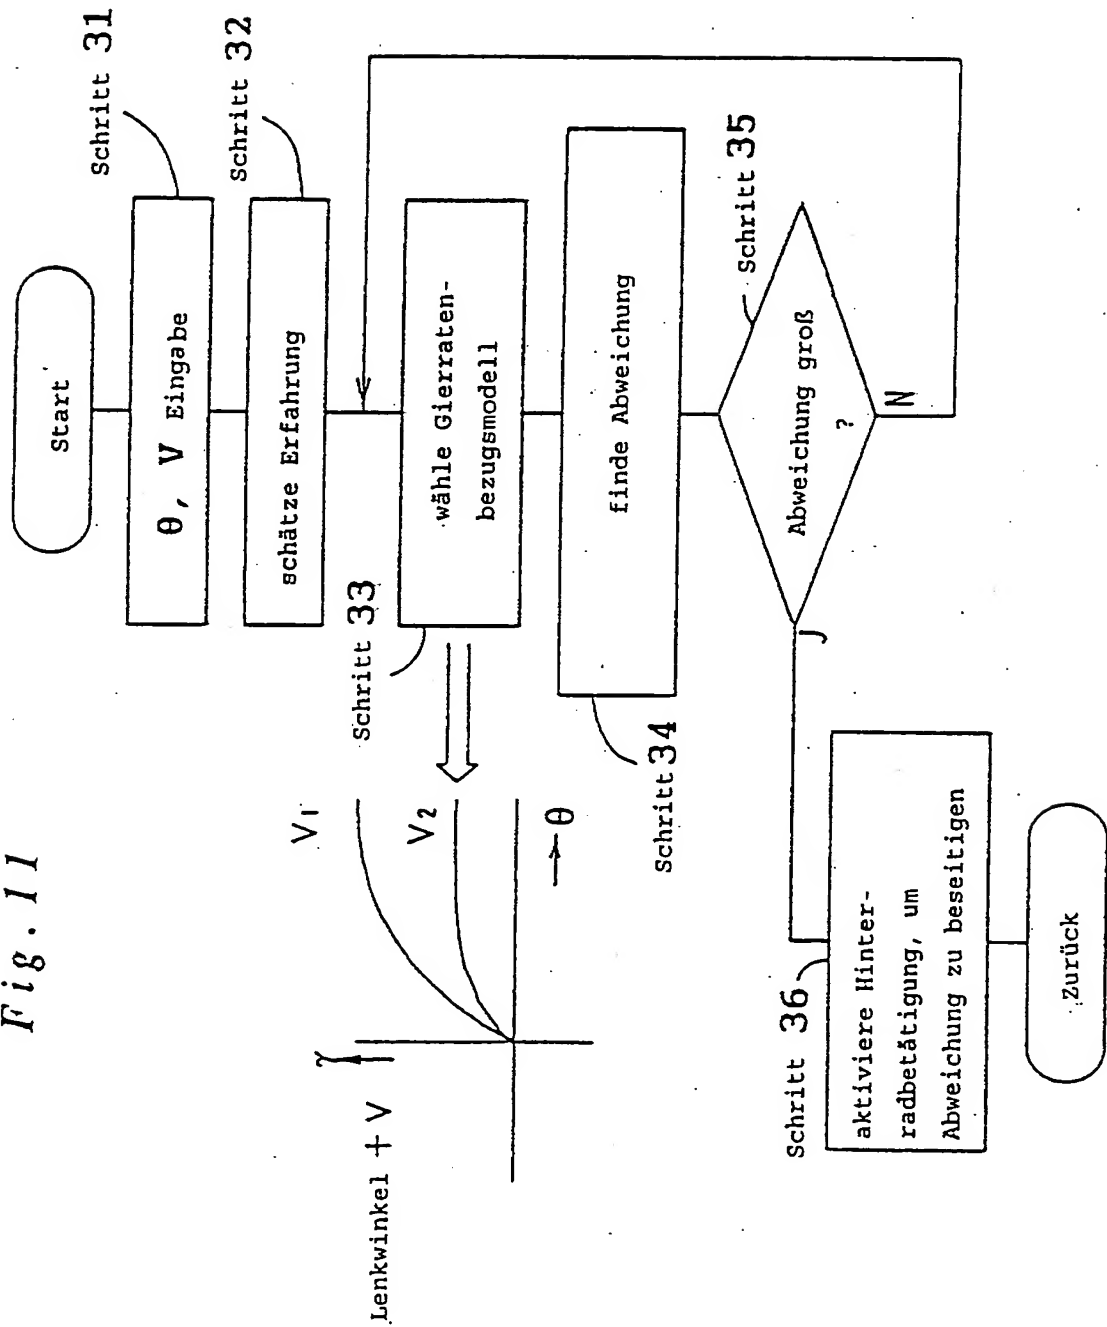 Fig. 11
Start
Schritt 31
θ, V Eingabe
Schritt 32
schätze Erfahrung
Schritt 33
wähle Gierraten-
bezugsmodell
Lenkwinkel + V
γ
V1
V2
θ
Schritt 34
finde Abweichung
Schritt 35
Abweichung groß
?
J
N
Schritt 36
aktiviere Hinter-
radbetätigung, um
Abweichung zu beseitigen
Zurück